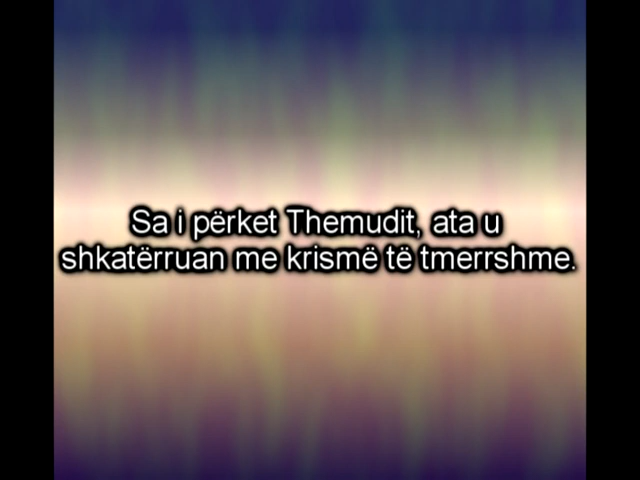 Sa i përket Themudit, ata u
shkatërruan me krismë të tmerrshme.